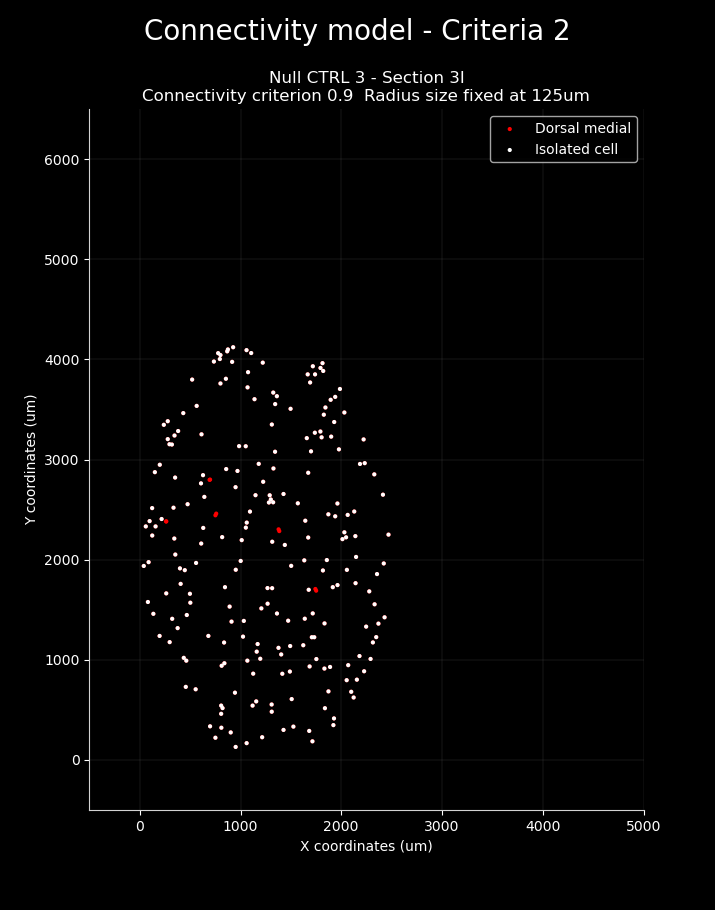 Connectivity model - Criteria 2
Null CTRL 3 - Section 3l
Connectivity criterion 0.9  Radius size fixed at 125um
Dorsal medial
Isolated cell
6000
5000
4000
3000
2000
1000
0
Y coordinates (um)
0 1000 2000 3000 4000 5000
X coordinates (um)